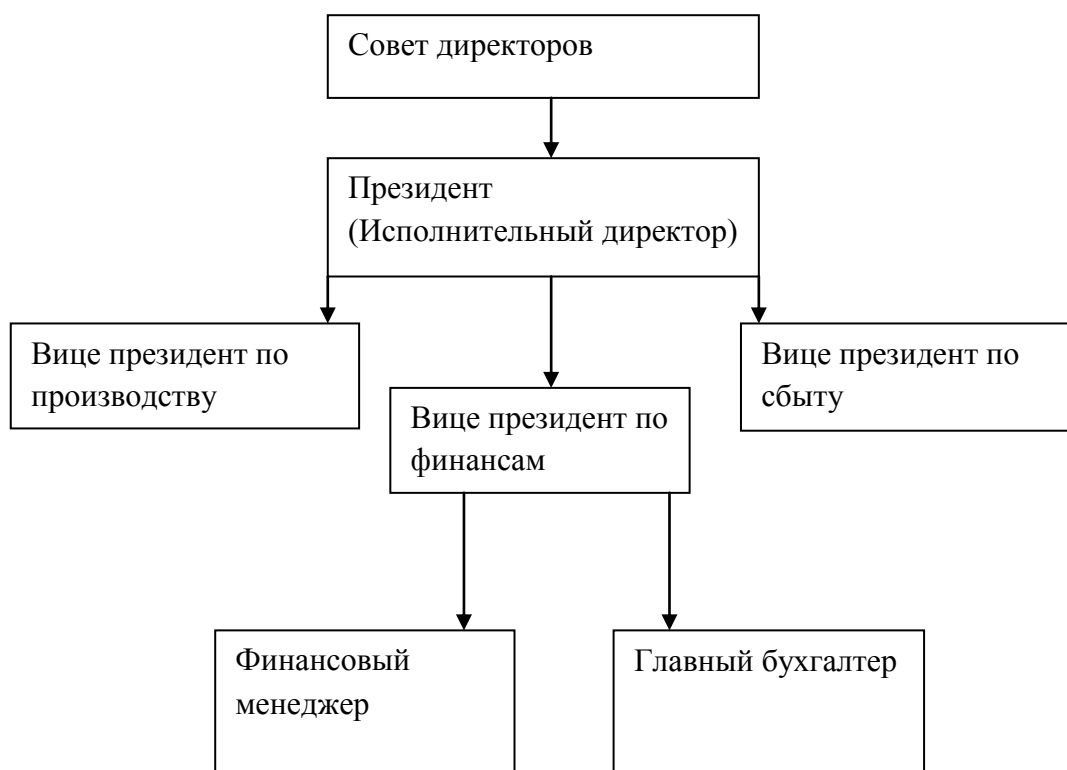 Совет директоров
Президент
(Исполнительный директор)
Вице президент по
производству
Вице президент по
сбыту
Вице президент по
финансам
Финансовый
менеджер
Главный бухгалтер